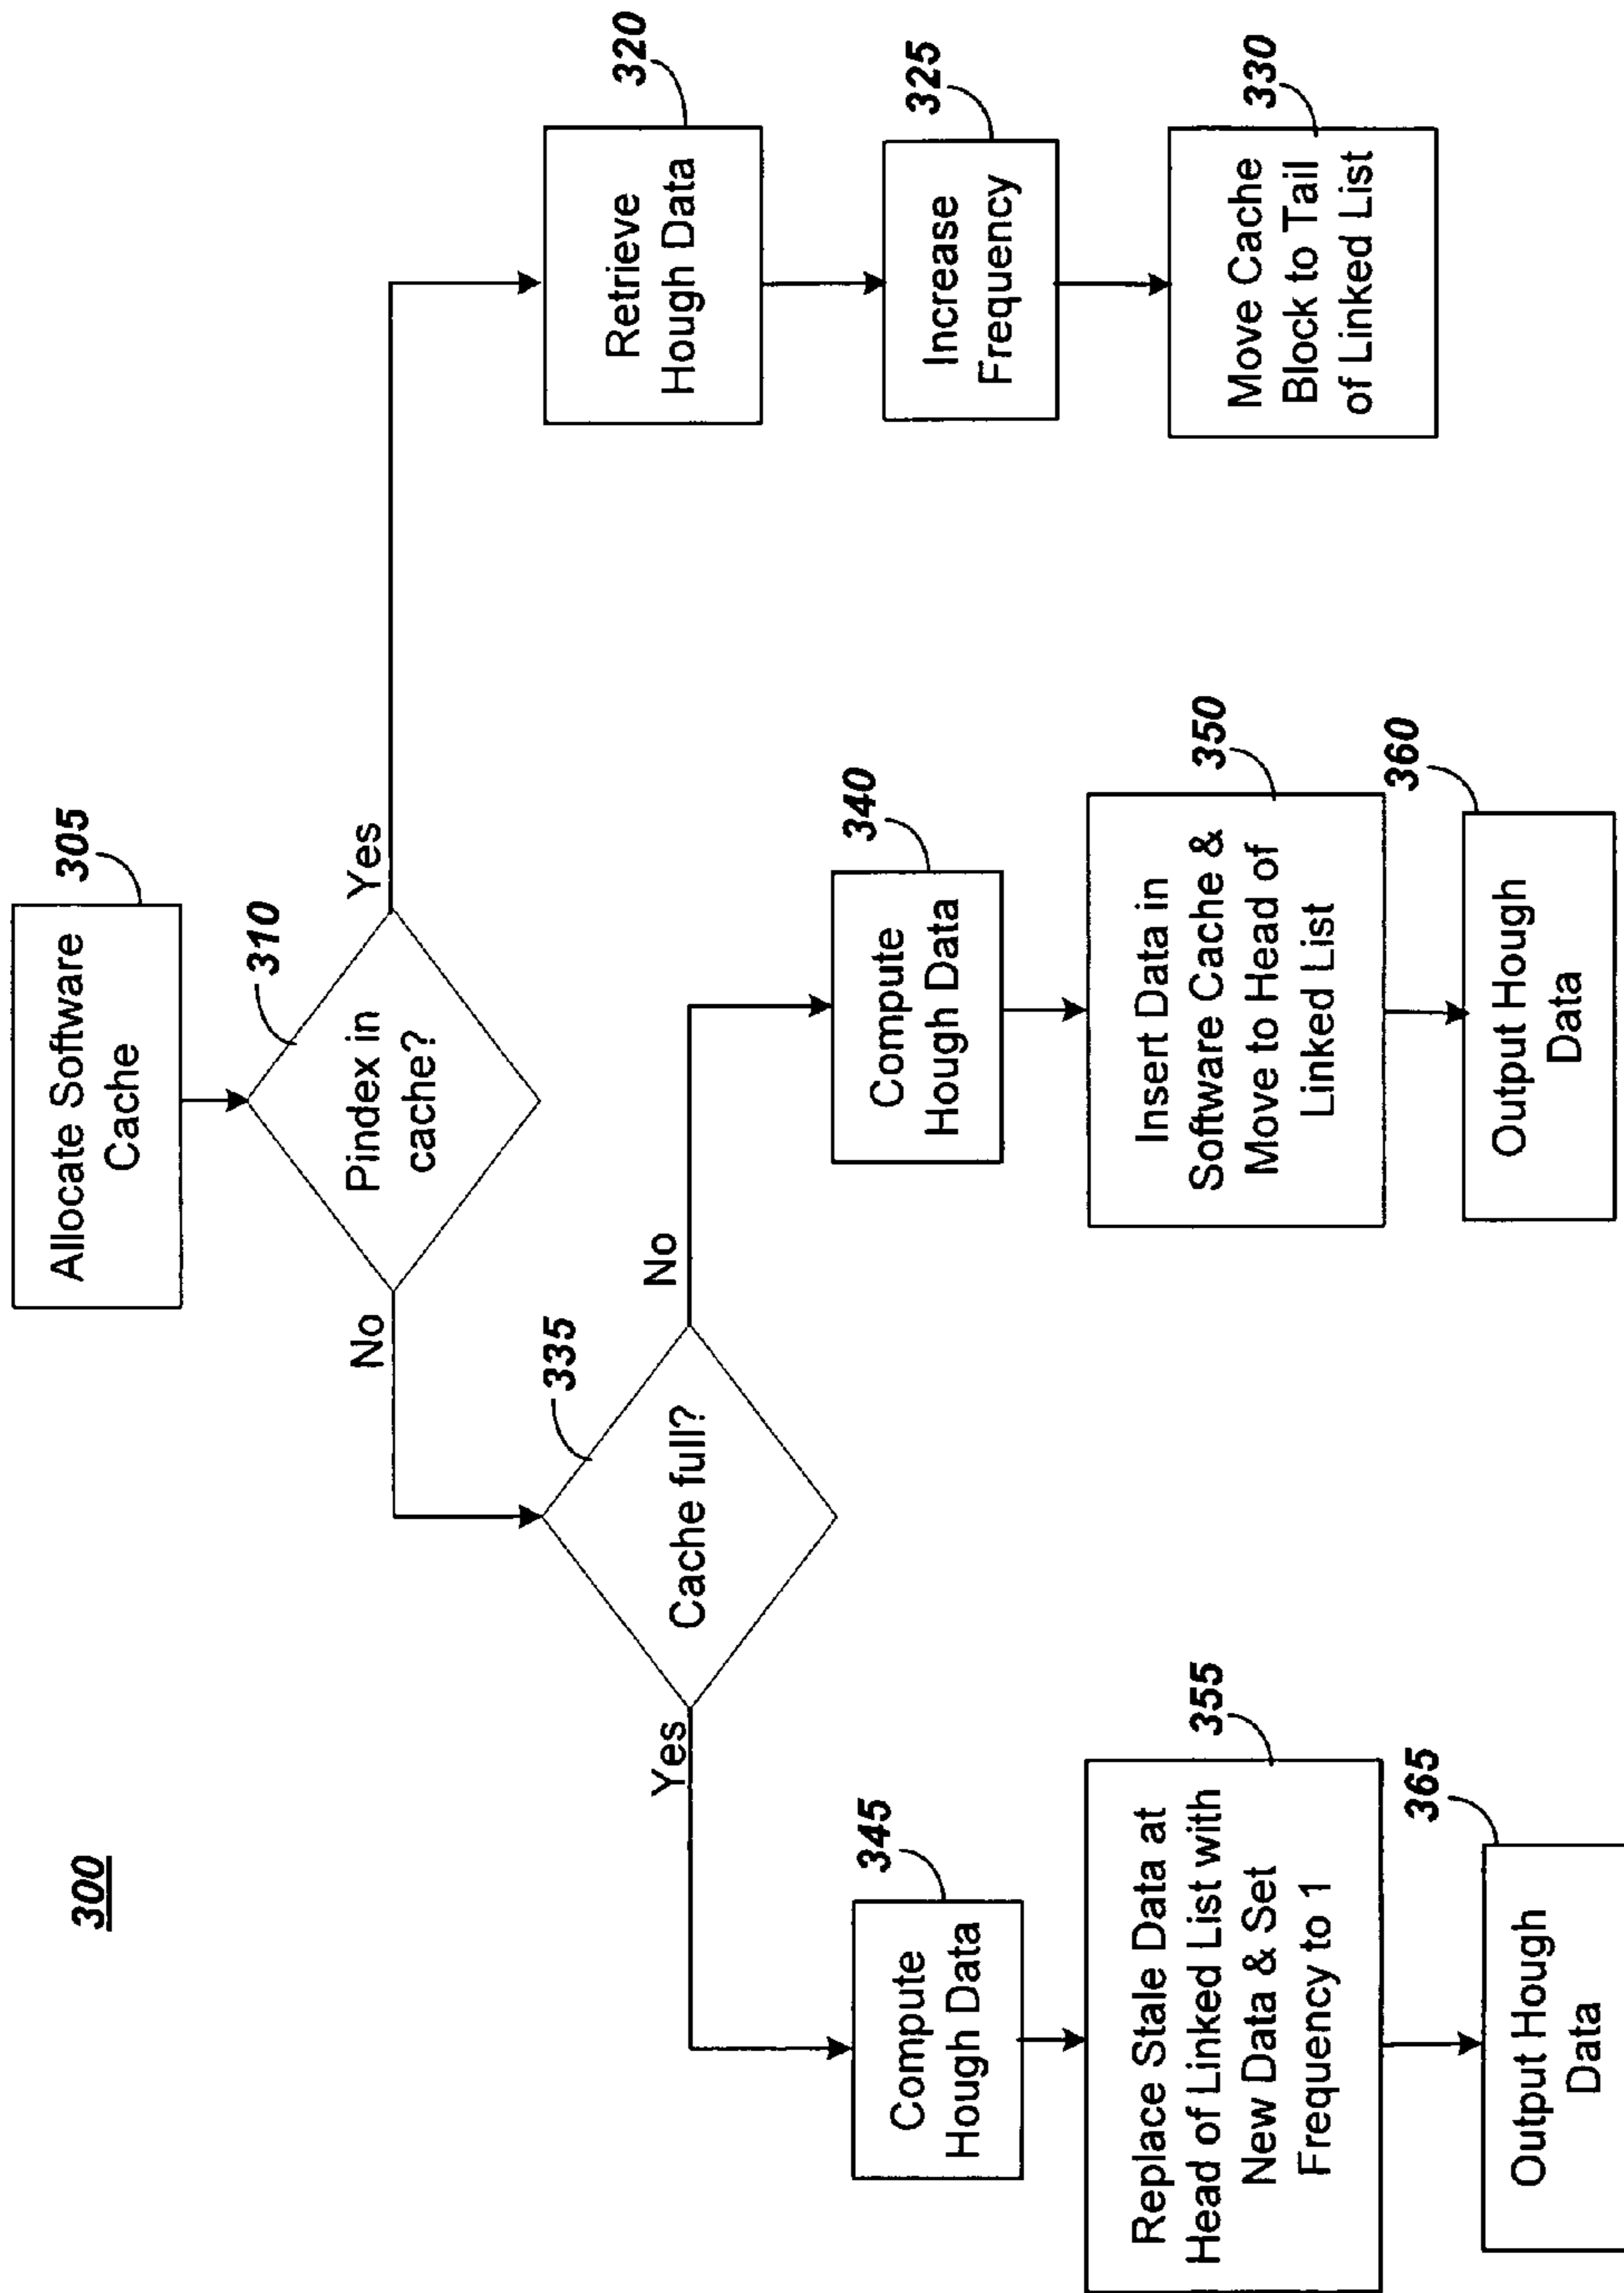 300
Allocate Software
Cache
305
310
Pindex in
cache?
Yes
No
Retrieve
Hough Data
320
Increase
Frequency
325
Move Cache
Block to Tail
of Linked List
330
335
Cache full?
No
Yes
Compute
Hough Data
340
Insert Data in
Software Cache &
Move to Head of
Linked List
350
Output Hough
Data
360
Compute
Hough Data
345
Replace Stale Data at
Head of Linked List with
New Data & Set
Frequency to 1
355
Output Hough
Data
365